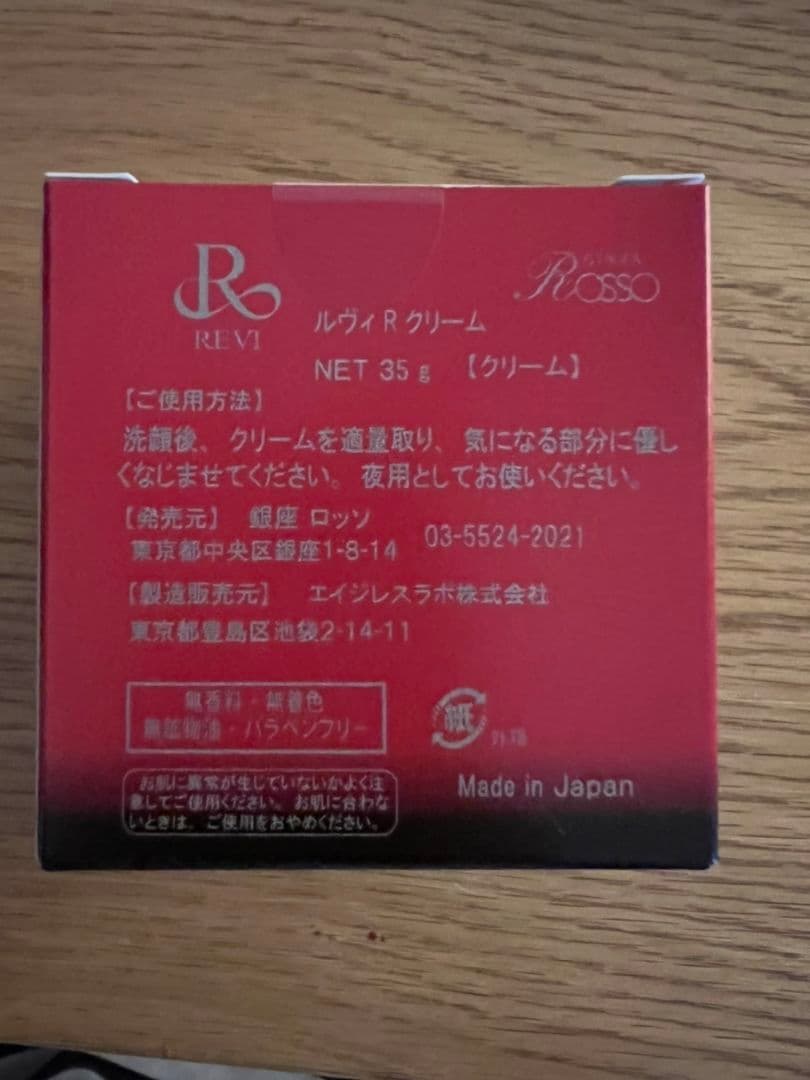 R
REVI
GINZA
ROSSO
ルヴィ R クリーム
NET 35 g 【クリーム】
【ご使用方法】
洗顔後、クリームを適量取り、気になる部分に優し
くなじませてください。夜用としてお使いください。
【発売元】 銀座 ロッソ
東京都中央区銀座1-8-14 03-5524-2021
【製造販売元】 エイジレスラボ株式会社
東京都豊島区池袋2-14-11
無香料・無着色
無鉱物油・パラベンフリー
紙
外箱
お肌に異常が生じていないかよく注
意してご使用ください。お肌に合わな
いときは、ご使用をおやめください。
Made in Japan